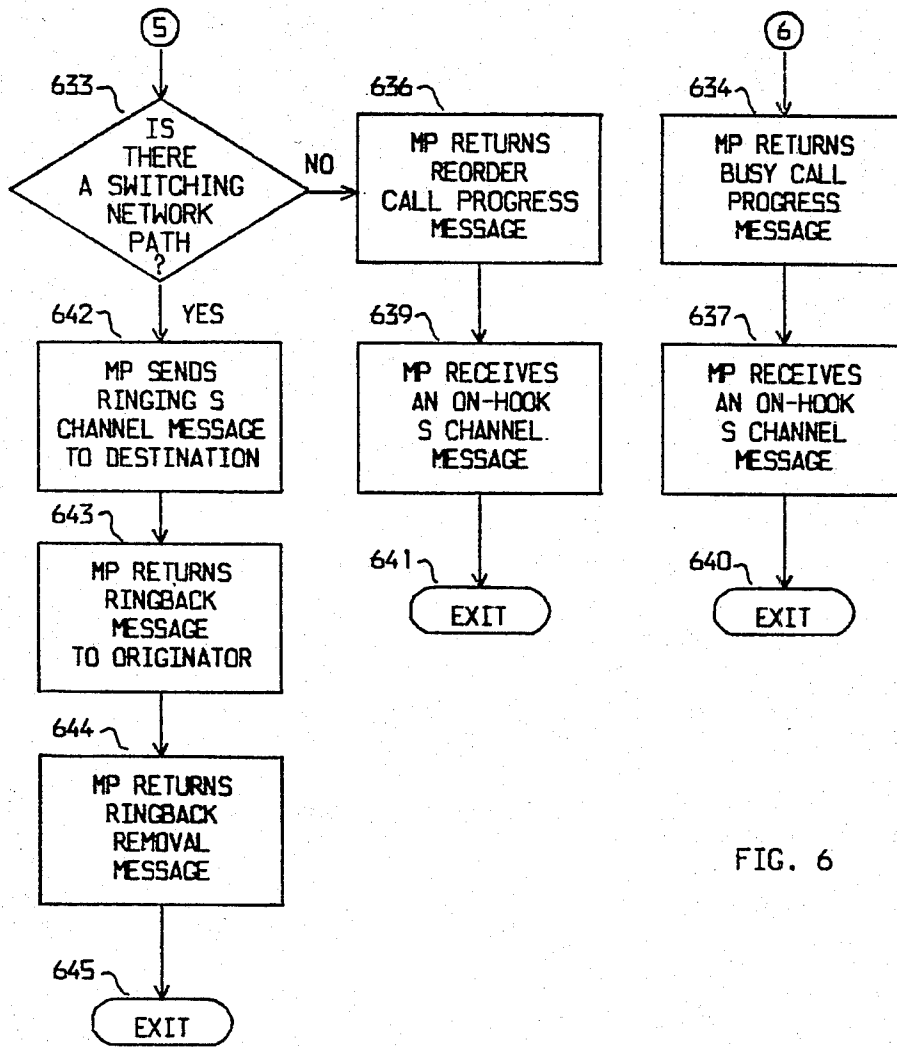 5
633
IS
THERE
A SWITCHING
NETWORK
PATH
?
NO
YES
642
MP SENDS
RINGING S
CHANNEL MESSAGE
TO DESTINATION
643
MP RETURNS
RINGBACK
MESSAGE
TO ORIGINATOR
644
MP RETURNS
RINGBACK
REMOVAL
MESSAGE
645
EXIT
636
MP RETURNS
REORDER
CALL PROGRESS
MESSAGE
639
MP RECEIVES
AN ON-HOOK
S CHANNEL.
MESSAGE
641
EXIT
6
634
MP RETURNS
BUSY CALL
PROGRESS
MESSAGE
637
MP RECEIVES
AN ON-HOOK
S CHANNEL
MESSAGE
640
EXIT
FIG. 6